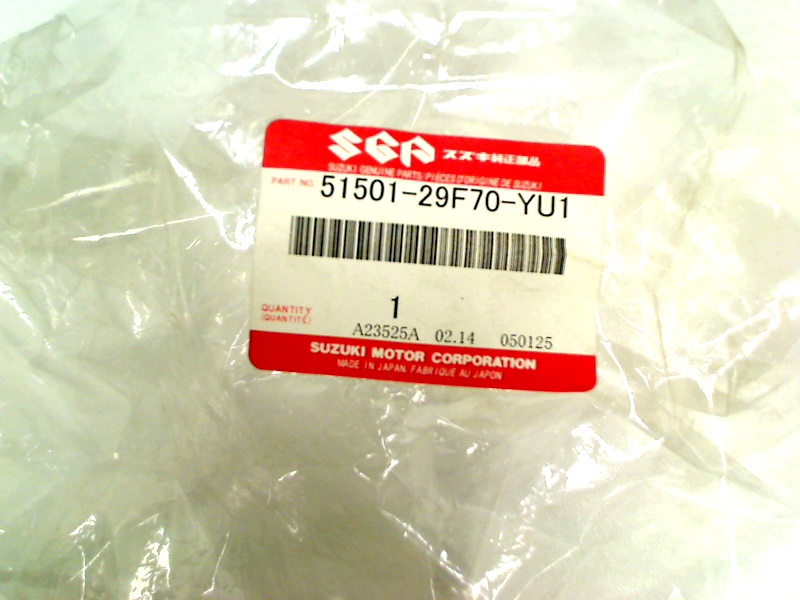 SGP スズキ純正部品
SUZUKI GENUINE PARTS/PIÈCES D'ORIGINE DE SUZUKI
PART NO. 51501-29F70-YU1
QUANTITY 1
(QUANTITÉ)
A23525A 02.14 050125
SUZUKI MOTOR CORPORATION
MADE IN JAPAN FABRIQUÉ AU JAPON